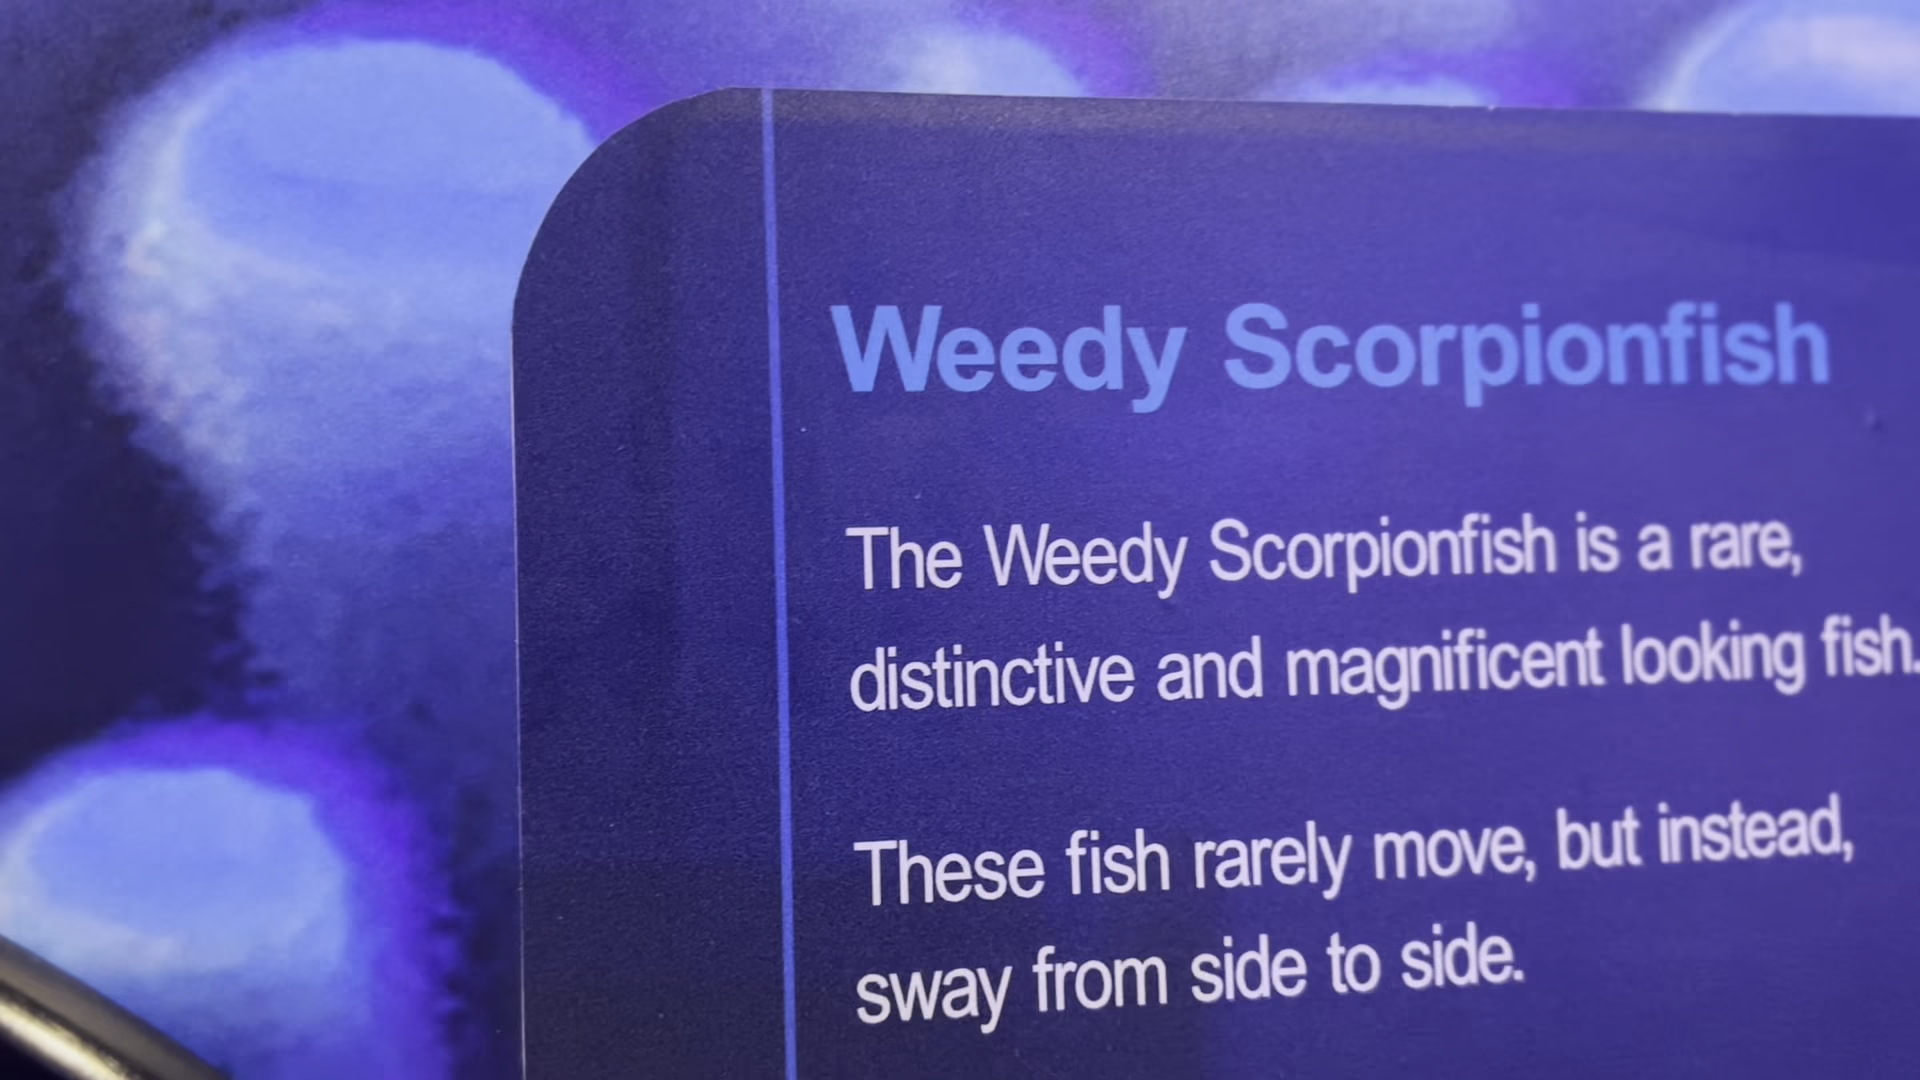 Weedy Scorpionfish
The Weedy Scorpionfish is a rare,
distinctive and magnificent looking fish.
These fish rarely move, but instead,
sway from side to side.